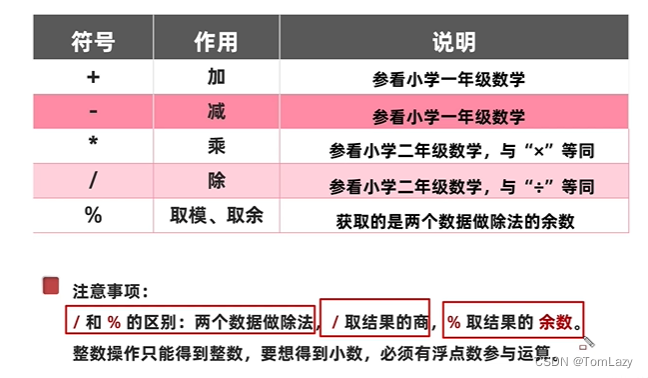 符号 作用 说明
+ 加 参看小学一年级数学
- 减 参看小学一年级数学
* 乘 参看小学二年级数学，与“×”等同
/ 除 参看小学二年级数学，与“÷”等同
% 取模、取余 获取的是两个数据做除法的余数
注意事项：
/ 和 % 的区别：两个数据做除法，/ 取结果的商，% 取结果的 余数。
整数操作只能得到整数，要想得到小数，必须有浮点数参与运算。
CSDN @TomLazy